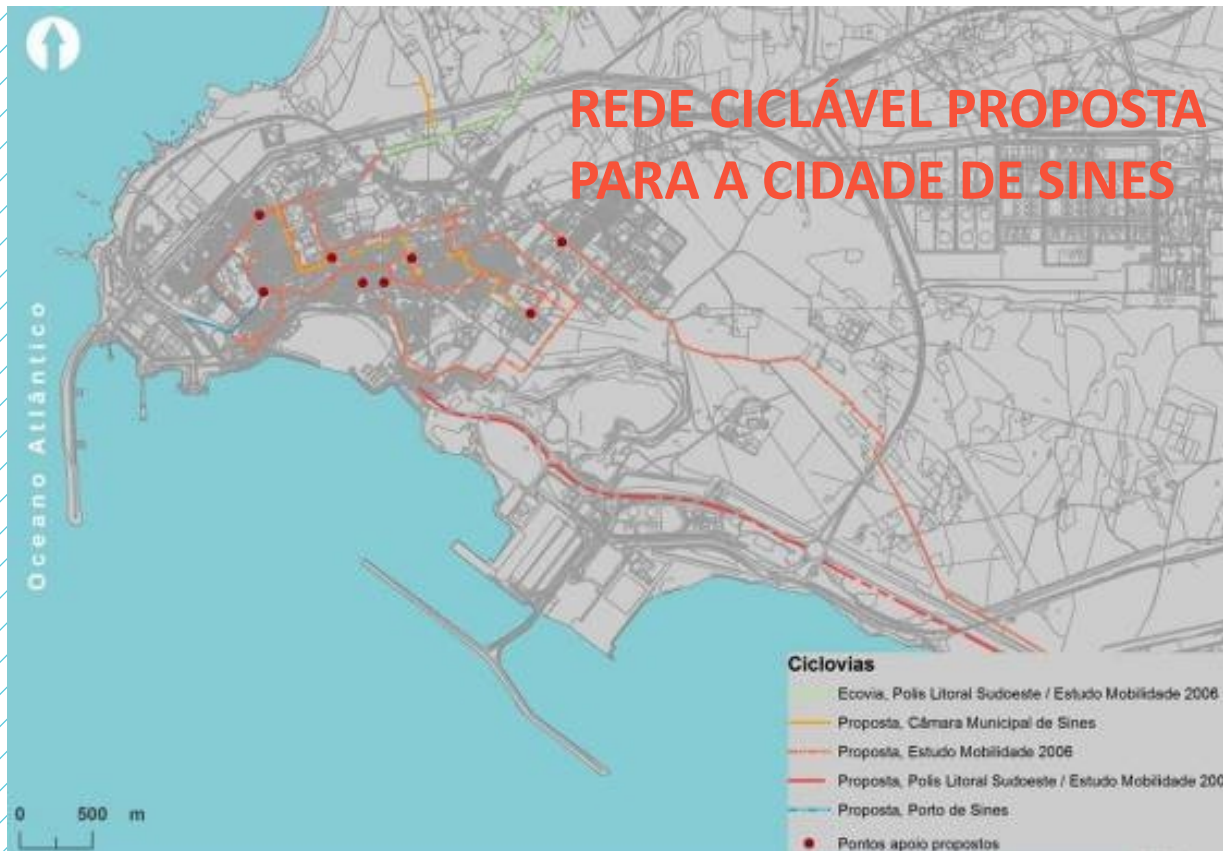 REDE CICLÁVEL PROPOSTA
PARA A CIDADE DE SINES
Oceano Atlântico
Ciclovias
Ecovia, Polis Litoral Sudoeste / Estudo Mobilidade 2006
Proposta, Câmara Municipal de Sines
Proposta, Estudo Mobilidade 2006
Proposta, Polis Litoral Sudoeste / Estudo Mobilidade 200
Proposta, Porto de Sines
Pontos apoio propostos
0 500 m